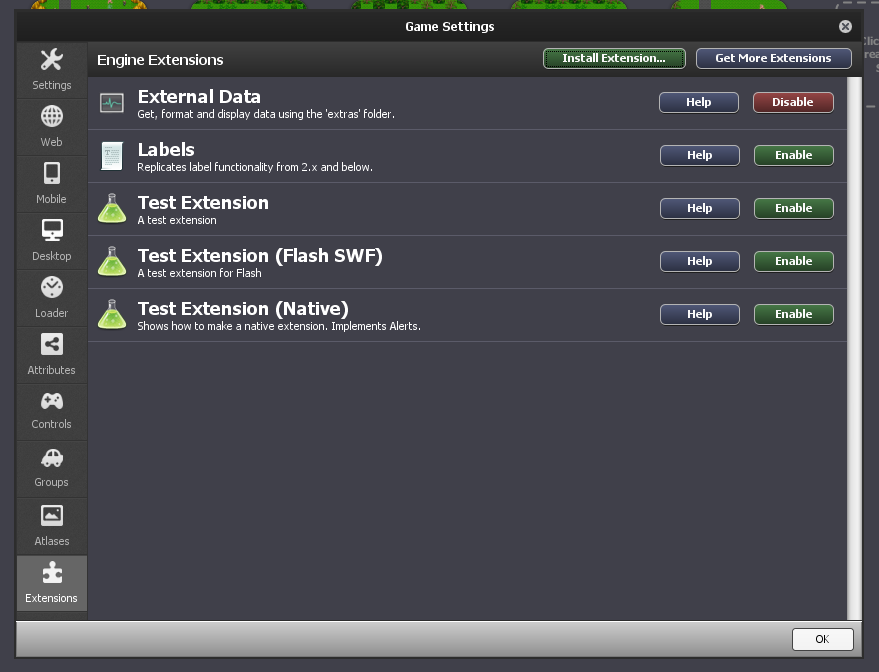 Game Settings
Engine Extensions
Install Extension...
Get More Extensions
Settings
Web
Mobile
Desktop
Loader
Attributes
Controls
Groups
Atlases
Extensions
External Data
Get, format and display data using the 'extras' folder.
Help
Disable
Labels
Replicates label functionality from 2.x and below.
Help
Enable
Test Extension
A test extension
Help
Enable
Test Extension (Flash SWF)
A test extension for Flash
Help
Enable
Test Extension (Native)
Shows how to make a native extension. Implements Alerts.
Help
Enable
OK